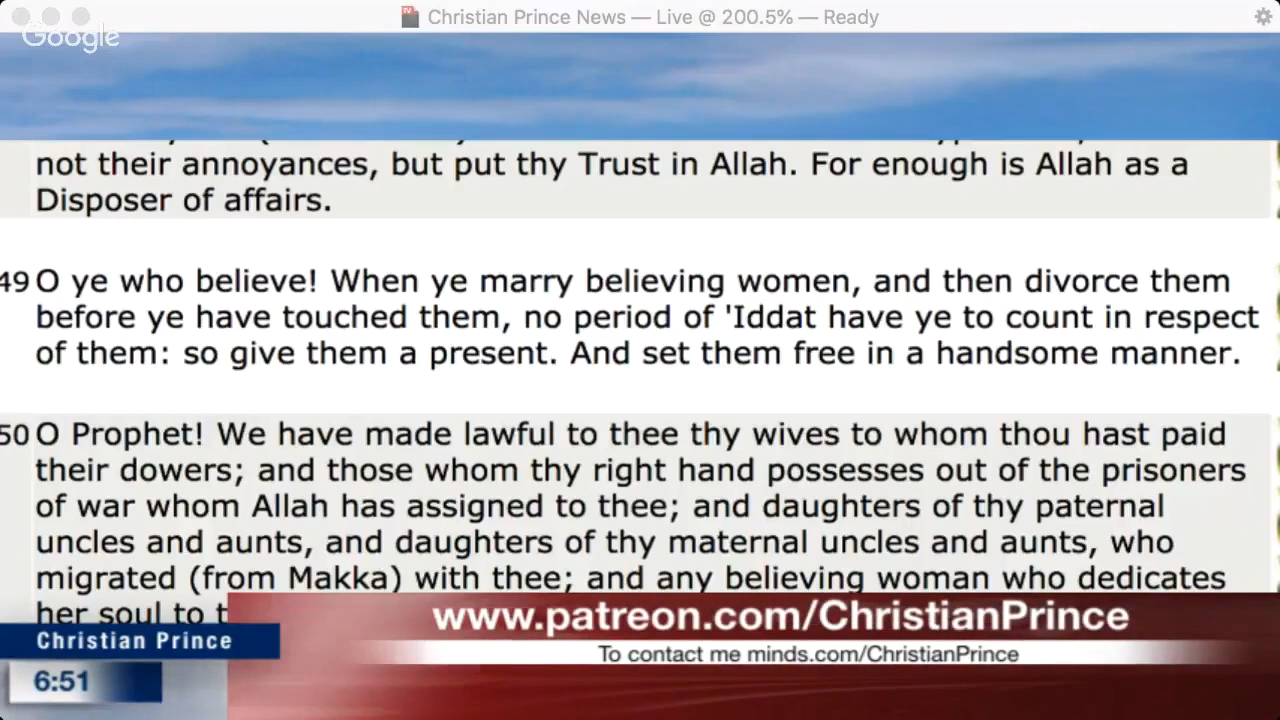 Christian Prince News — Live @ 200.5% — Ready
Google
not their annoyances, but put thy Trust in Allah. For enough is Allah as a
Disposer of affairs.
49 O ye who believe! When ye marry believing women, and then divorce them
before ye have touched them, no period of 'Iddat have ye to count in respect
of them: so give them a present. And set them free in a handsome manner.
50 O Prophet! We have made lawful to thee thy wives to whom thou hast paid
their dowers; and those whom thy right hand possesses out of the prisoners
of war whom Allah has assigned to thee; and daughters of thy paternal
uncles and aunts, and daughters of thy maternal uncles and aunts, who
migrated (from Makka) with thee; and any believing woman who dedicates
her soul to t
www.patreon.com/ChristianPrince
Christian Prince
To contact me minds.com/ChristianPrince
6:51